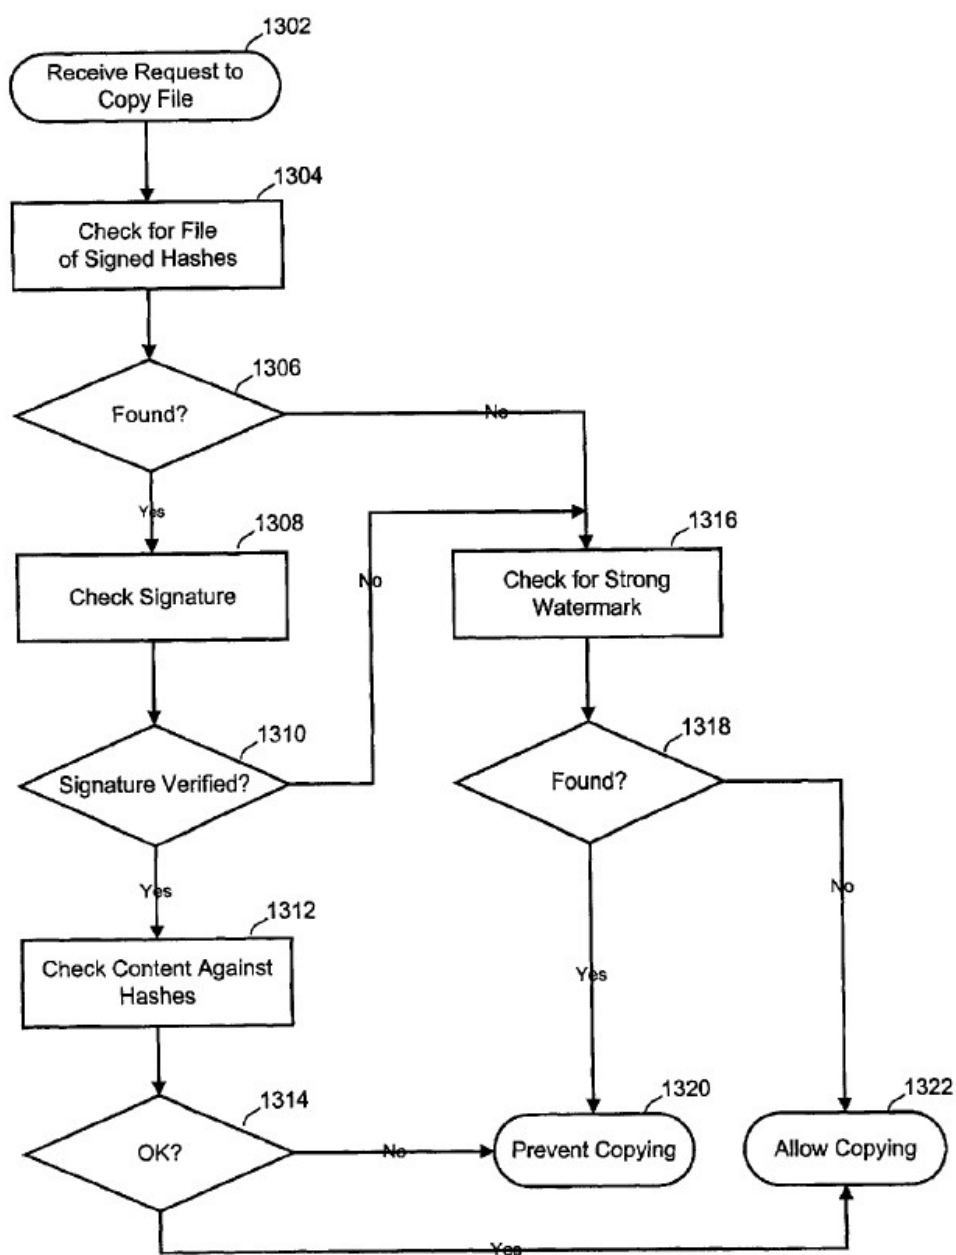 1302
Receive Request to
Copy File
1304
Check for File
of Signed Hashes
1306
Found?
No
Yes
1308
Check Signature
No
1316
Check for Strong
Watermark
1310
Signature Verified?
1318
Found?
Yes
No
1312
Check Content Against
Hashes
Yes
1314
OK?
No
1320
Prevent Copying
1322
Allow Copying
Yes